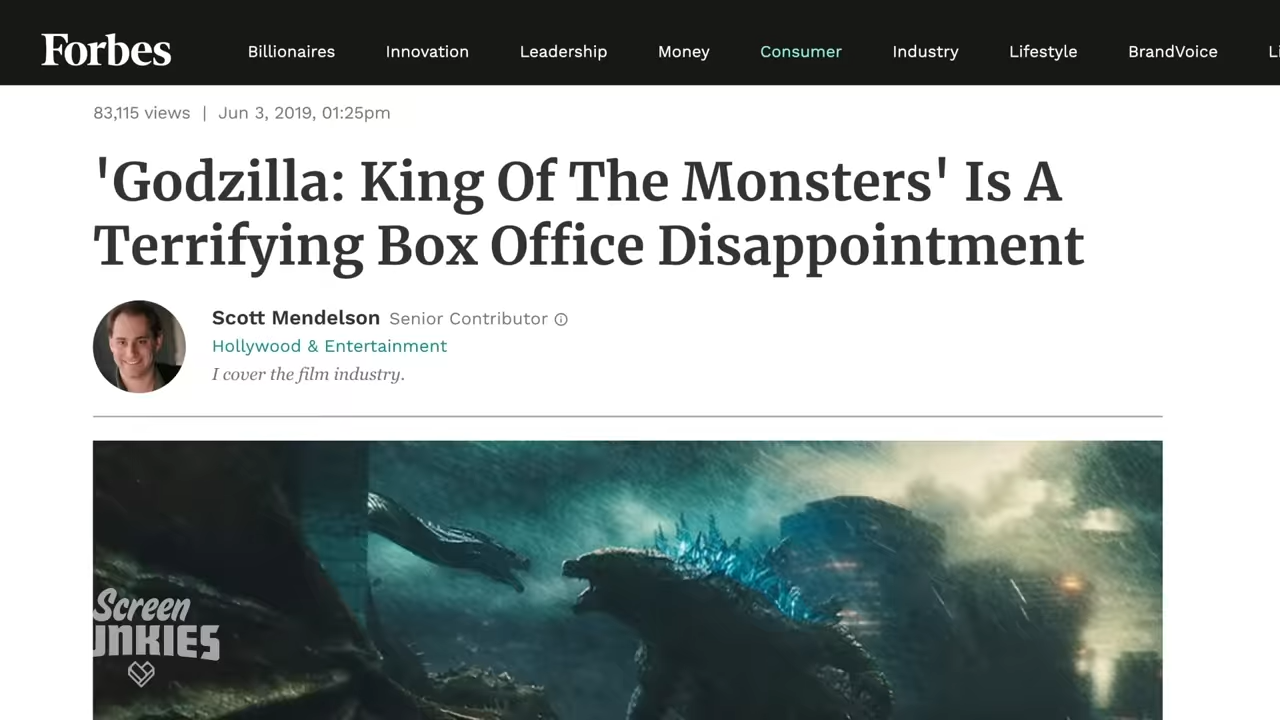 Forbes Billionaires Innovation Leadership Money Consumer Industry Lifestyle BrandVoice
83,115 views | Jun 3, 2019, 01:25pm
'Godzilla: King Of The Monsters' Is A
Terrifying Box Office Disappointment
Scott Mendelson Senior Contributor
Hollywood & Entertainment
I cover the film industry.
Screen
UNKIES